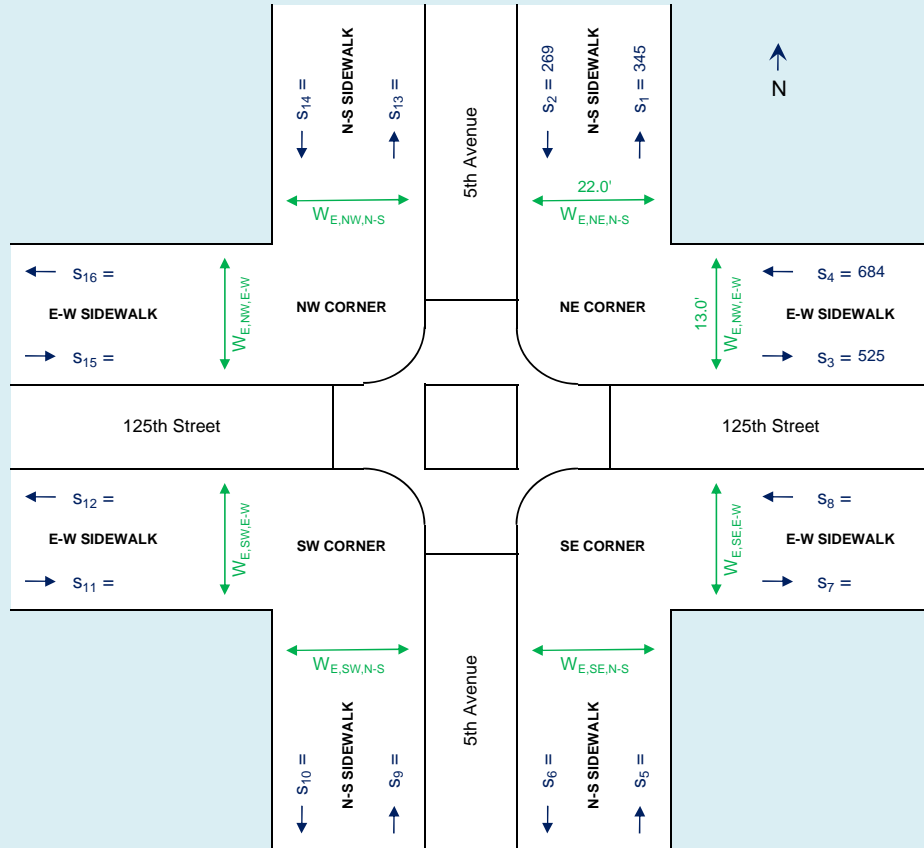 S14 =
N-S SIDEWALK
S13 =
5th Avenue
S2 = 269
N-S SIDEWALK
S1 = 345
N
WE,NW,N-S
22.0'
WE,NE,N-S
S16 =
E-W SIDEWALK
S15 =
WE,NW,E-W
NW CORNER
NE CORNER
13.0'
WE,NW,E-W
S4 = 684
E-W SIDEWALK
S3 = 525
125th Street
125th Street
S12 =
E-W SIDEWALK
S11 =
WE,SW,E-W
SW CORNER
SE CORNER
WE,SE,E-W
S8 =
E-W SIDEWALK
S7 =
WE,SW,N-S
WE,SE,N-S
S10 =
N-S SIDEWALK
S9 =
5th Avenue
S6 =
N-S SIDEWALK
S5 =